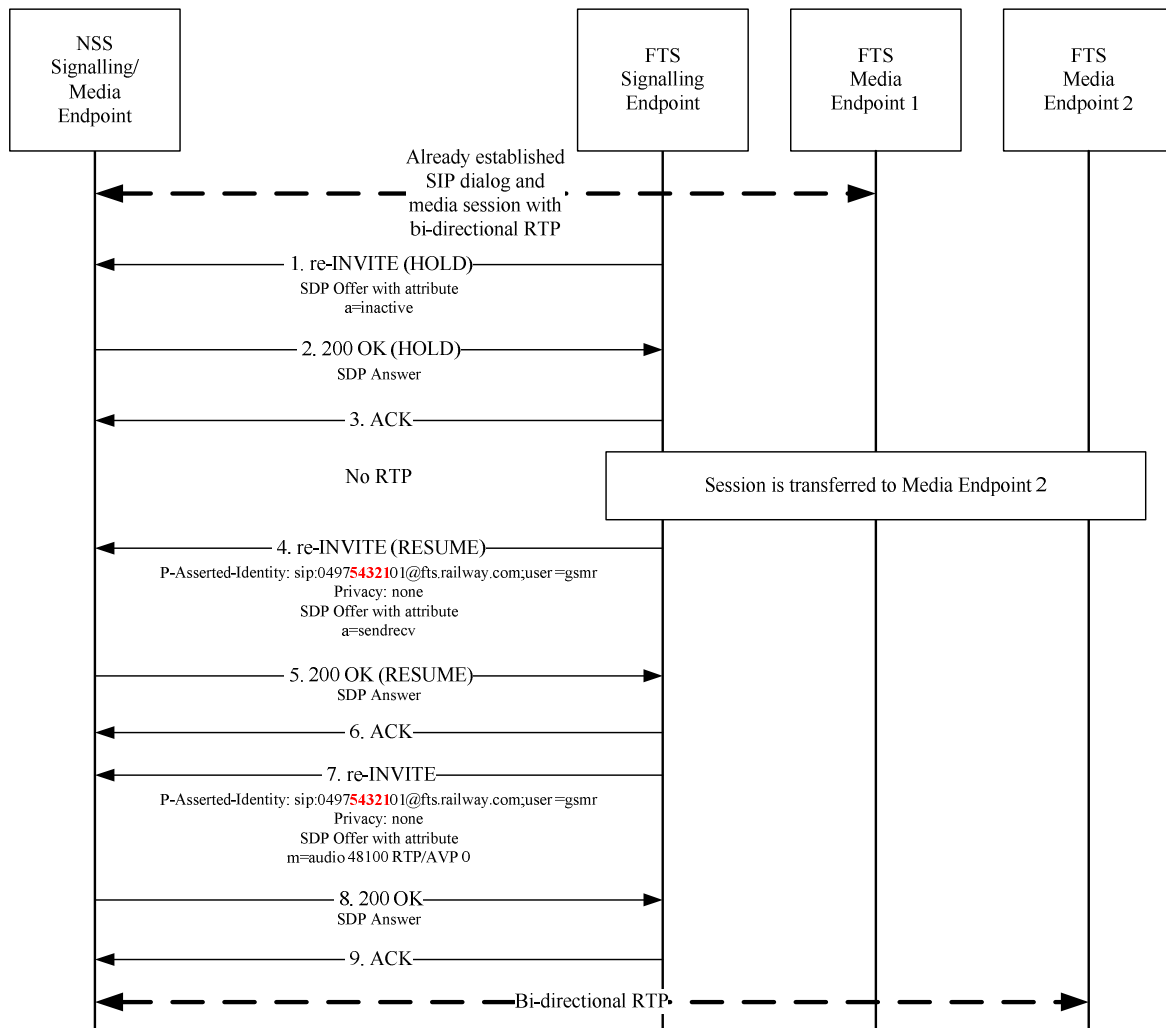 NSS
Signalling/
Media
Endpoint
FTS
Signalling
Endpoint
FTS
Media
Endpoint 1
FTS
Media
Endpoint 2
Already established
SIP dialog and
media session with
bi-directional RTP
1. re-INVITE (HOLD)
SDP Offer with attribute
a=inactive
2. 200 OK (HOLD)
SDP Answer
3. ACK
No RTP
Session is transferred to Media Endpoint 2
4. re-INVITE (RESUME)
P-Asserted-Identity: sip:04975432101@fts.railway.com;user=gsmr
Privacy: none
SDP Offer with attribute
a=sendrecv
5. 200 OK (RESUME)
SDP Answer
6. ACK
7. re-INVITE
P-Asserted-Identity: sip:04975432101@fts.railway.com;user=gsmr
Privacy: none
SDP Offer with attribute
m=audio 48100 RTP/AVP 0
8. 200 OK
SDP Answer
9. ACK
Bi-directional RTP